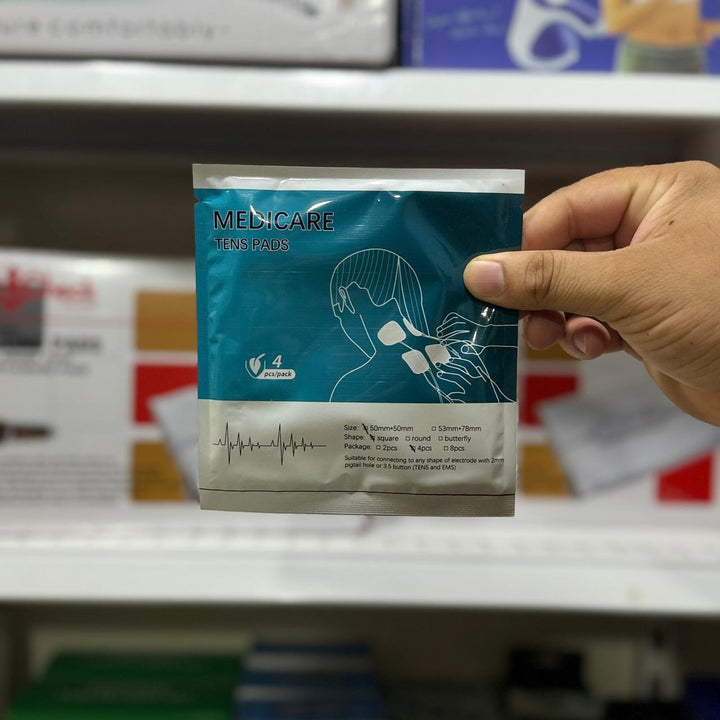 ure comfortably
MEDICARE
TENS PADS
4
pcs/pack
Size: 50mm*50mm 53mm*78mm
Shape: square round butterfly
Package: 2pcs 4pcs 8pcs
Suitable for connecting to any shape of electrode with 2mm
pigtail hole or 3.5 button (TENS and EMS)